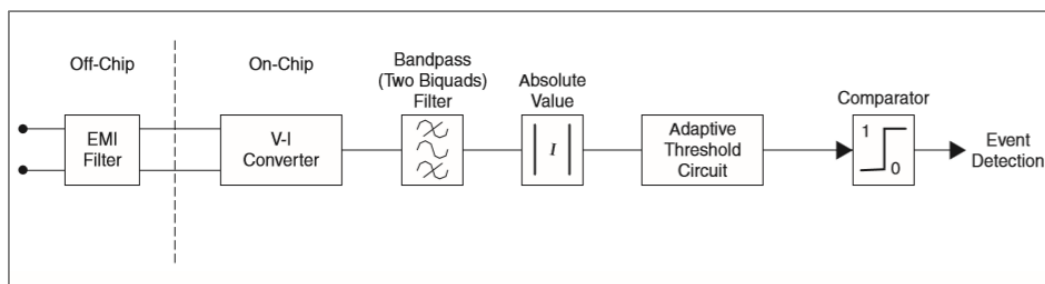 Off-Chip
On-Chip
Bandpass
(Two Biquads)
Filter
Absolute
Value
Comparator
EMI
Filter
V-I
Converter
I
Adaptive
Threshold
Circuit
1
0
Event
Detection